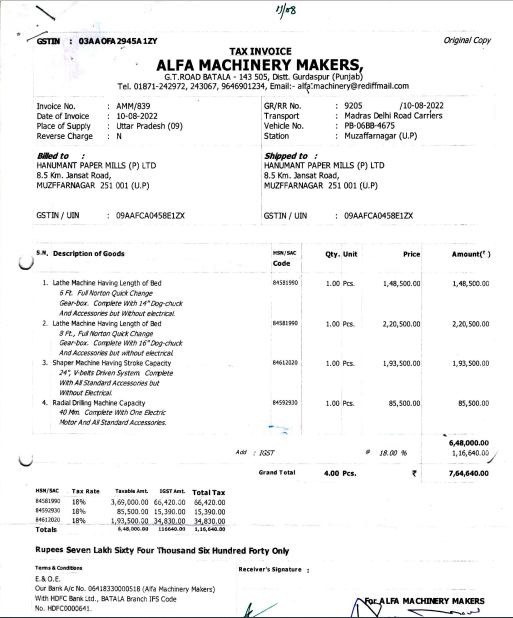 11/08
GSTIN : 03AAOFA2945A1ZY
Original Copy
TAX INVOICE
ALFA MACHINERY MAKERS,
G.T.ROAD BATALA - 143 505, Distt. Gurdaspur (Punjab)
Tel. 01871-242972, 243067, 9646901234, Email:- alfa:machinery@rediffmail.com
Invoice No. : AMM/839
Date of Invoice : 10-08-2022
Place of Supply : Uttar Pradesh (09)
Reverse Charge : N
GR/RR No. : 9205 /10-08-2022
Transport : Madras Delhi Road Carriers
Vehicle No. : PB-06BB-4675
Station : Muzaffarnagar (U.P)
Billed to :
HANUMANT PAPER MILLS (P) LTD
8.5 Km. Jansat Road,
MUZFFARNAGAR 251 001 (U.P)
GSTIN / UIN : 09AAFCA0458E1ZX
Shipped to :
HANUMANT PAPER MILLS (P) LTD
8.5 Km. Jansat Road,
MUZFFARNAGAR 251 001 (U.P)
GSTIN / UIN : 09AAFCA0458E1ZX
S.N. Description of Goods HSN/SAC Code Qty. Unit Price Amount(₹ )
1. Lathe Machine Having Length of Bed 84581990 1.00 Pcs. 1,48,500.00 1,48,500.00
6 Ft. Full Norton Quick Change
Gear-box. Complete With 14" Dog-chuck
And Accessories but Without electrical.
2. Lathe Machine Having Length of Bed 84581990 1.00 Pcs. 2,20,500.00 2,20,500.00
8 Ft., Full Norton Quick Change
Gear-box. Complete With 16" Dog-chuck
And Accessories but without electrical
3. Shaper Machine Having Stroke Capacity 84612020 1.00 Pcs. 1,93,500.00 1,93,500.00
24", V-belts Driven System. Complete
With All Standard Accessories but
Without Electrical.
4. Radial Drilling Machine Capacity 84592930 1.00 Pcs. 85,500.00 85,500.00
40 Mm. Complete With One Electric
Motor And All Standard Accessories.
6,48,000.00
Add : IGST @ 18.00 % 1,16,640.00
Grand Total 4.00 Pcs. ₹ 7,64,640.00
HSN/SAC Tax Rate Taxable Amt. IGST Amt. Total Tax
84581990 18% 3,69,000.00 66,420.00 66,420.00
84592930 18% 85,500.00 15,390.00 15,390.00
84612020 18% 1,93,500.00 34,830.00 34,830.00
Totals 6,48,000.00 116640.00 1,16,640.00
Rupees Seven Lakh Sixty Four Thousand Six Hundred Forty Only
Terms & Conditions
E.& O.E.
Our Bank A/c No. 06418330000518 (Alfa Machinery Makers)
With HDFC Bank Ltd., BATALA Branch IFS Code
No. HDFC0000641.
Receiver's Signature :
For ALFA MACHINERY MAKERS